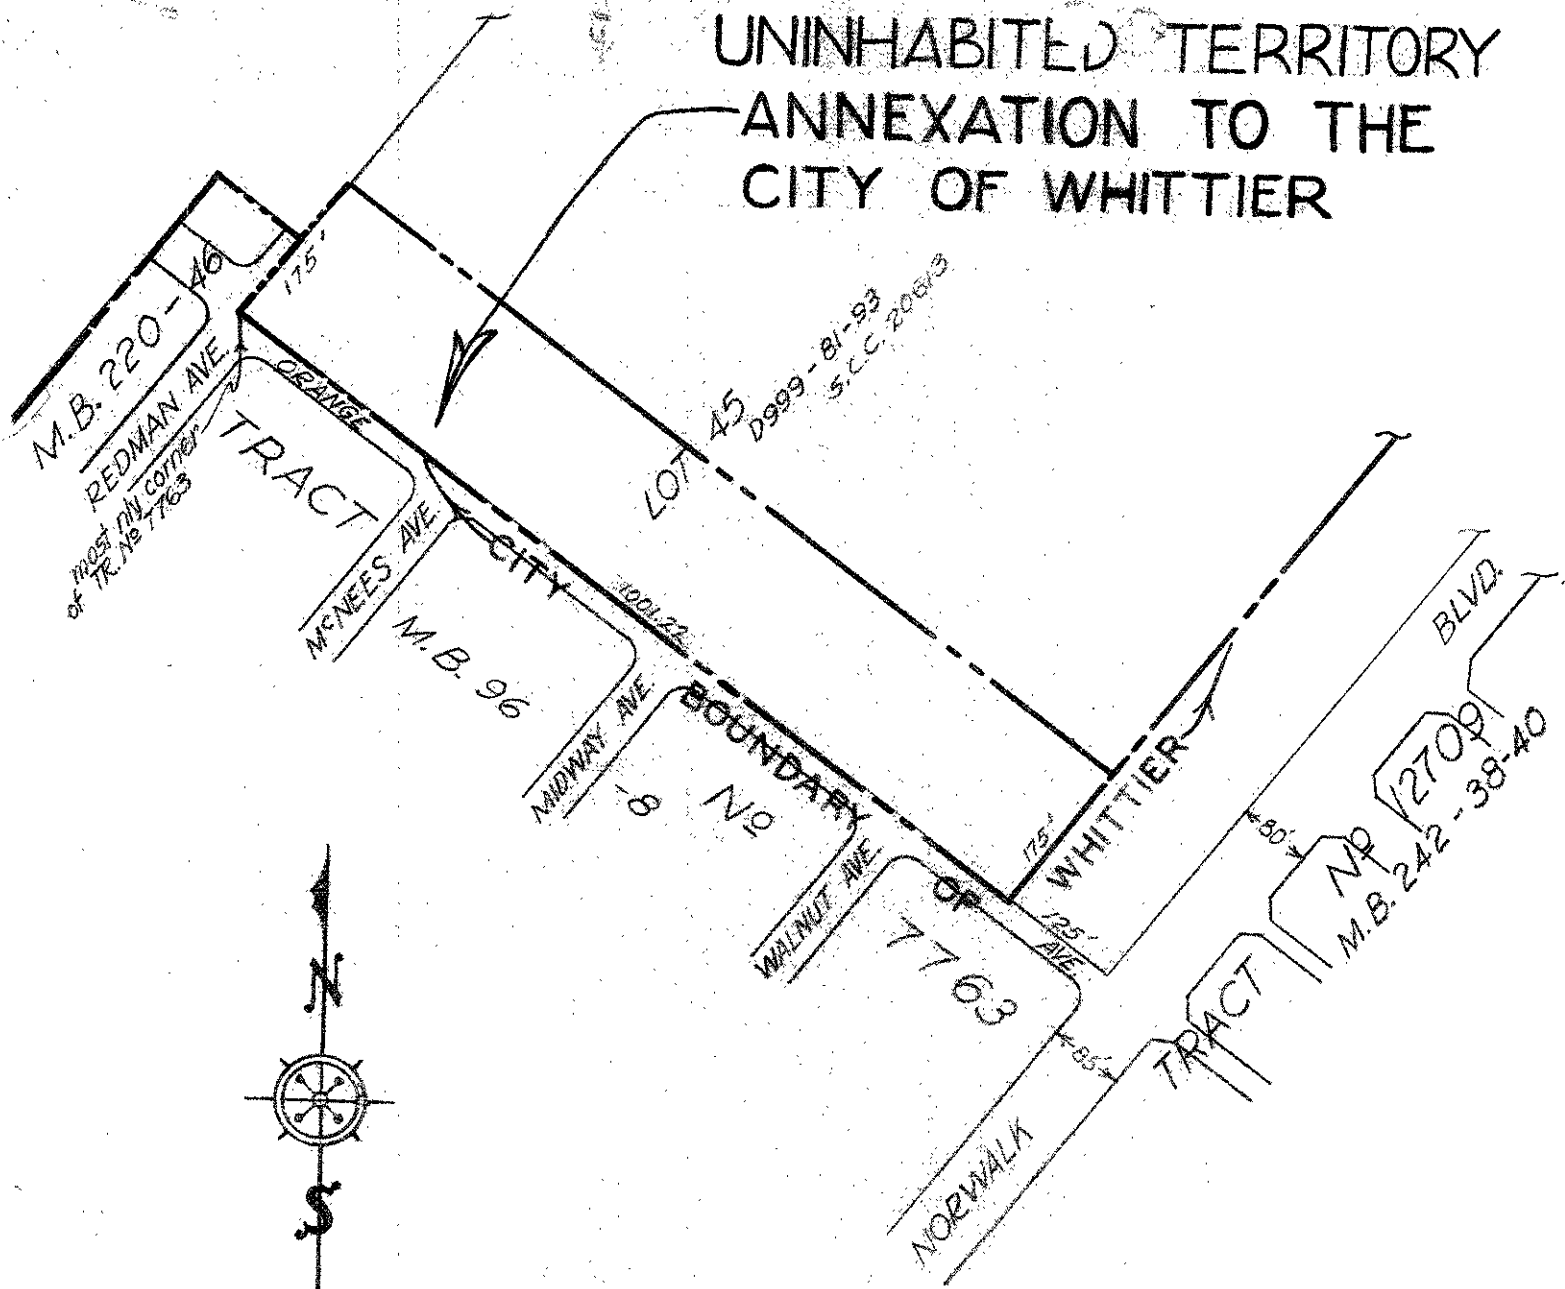 UNINHABITED TERRITORY
ANNEXATION TO THE
CITY OF WHITTIER
175'
M.B. 220-46
REDMAN AVE.
most nly corner
of TR. Nº 7763
ORANGE
TRACT
LOT 45
D999-81-93
S.C.C.
McNEES AVE.
CITY
1001.22
M.B. 96
-8
MIDWAY AVE.
BOUNDARY
Nº
WALNUT AVE.
OF
7763
175'
WHITTIER
125'
AVE.
BLVD.
80'
85'
TRACT Nº 12709
M.B. 242-38-40
NORWALK
N
S